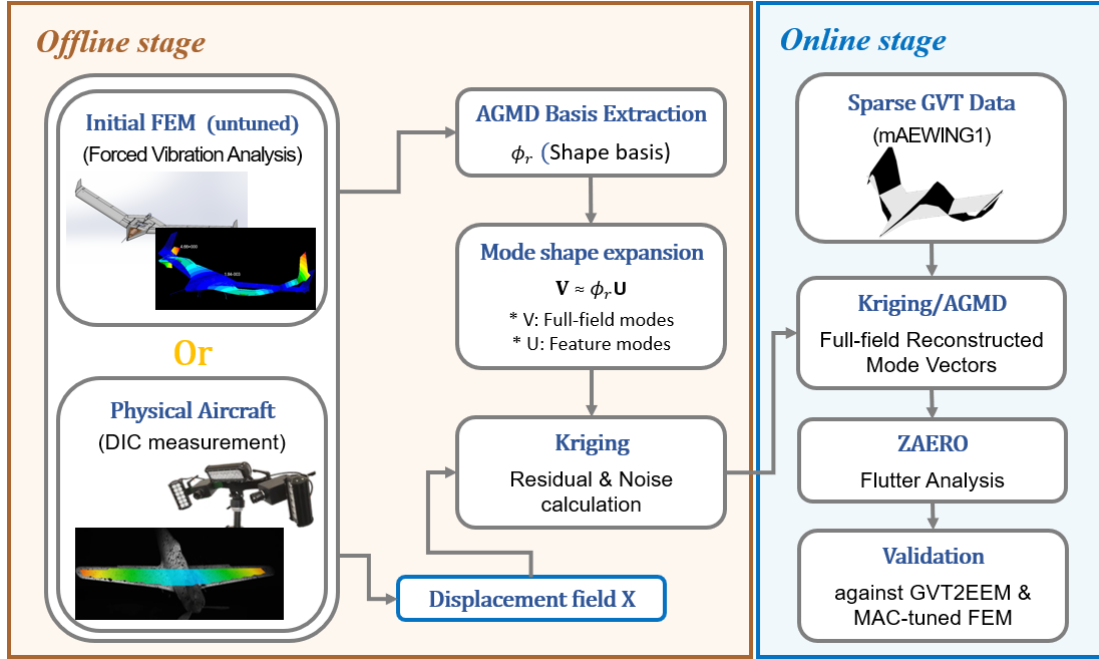 Offline stage
Initial FEM (untuned)
(Forced Vibration Analysis)
Or
Physical Aircraft
(DIC measurement)
AGMD Basis Extraction
ϕᵣ (Shape basis)
Mode shape expansion
V ≈ ϕᵣU
* V: Full-field modes
* U: Feature modes
Kriging
Residual & Noise
calculation
Displacement field X
Online stage
Sparse GVT Data
(mAEWING1)
Kriging/AGMD
Full-field Reconstructed
Mode Vectors
ZAERO
Flutter Analysis
Validation
against GVT2EEM &
MAC-tuned FEM